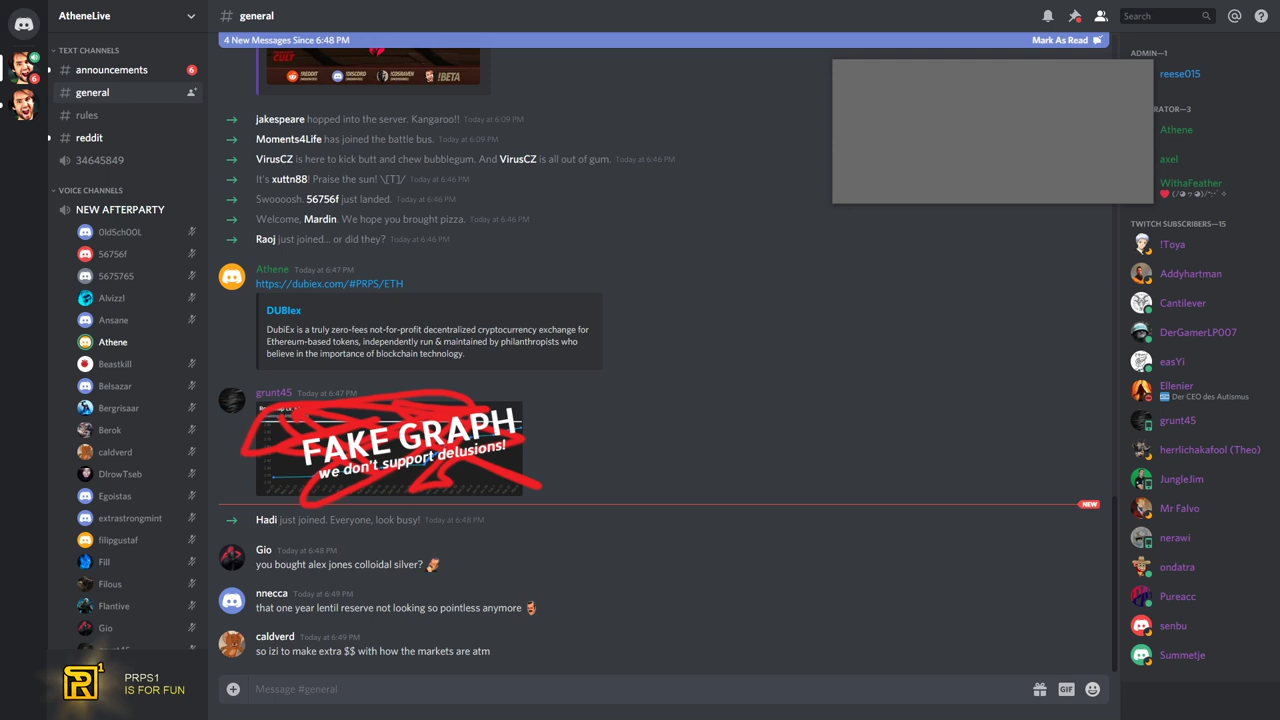 AtheneLive
TEXT CHANNELS
announcements
6
general
rules
reddit
34645849
VOICE CHANNELS
NEW AFTERPARTY
0ld5ch00L
56756f
5675765
Alvizzl
Ansane
Athene
Beastkill
Belsazar
Bergrisaar
Berok
caldverd
DlrowTseb
Egoistas
extrastrongmint
filipgustaf
Fill
Filous
Flantive
Gio
grunt45
PRPS1
IS FOR FUN
6
# general
Search
4 New Messages Since 6:48 PM
Mark As Read
CULT
!REDDIT
!DISCORD
!CDSRAVEN
!BETA
jakespeare hopped into the server. Kangaroo!! Today at 6:09 PM
Moments4Life has joined the battle bus. Today at 6:09 PM
VirusCZ is here to kick butt and chew bubblegum. And VirusCZ is all out of gum. Today at 6:46 PM
It's xuttn88! Praise the sun! \[T]/ Today at 6:46 PM
Swoooosh. 56756f just landed. Today at 6:46 PM
Welcome, Mardin. We hope you brought pizza. Today at 6:46 PM
Raoj just joined... or did they? Today at 6:46 PM
Athene Today at 6:47 PM
https://dubiex.com/#PRPS/ETH
DUBIex
DubiEx is a truly zero-fees not-for-profit decentralized cryptocurrency exchange for
Ethereum-based tokens, independently run & maintained by philanthropists who
believe in the importance of blockchain technology.
grunt45 Today at 6:47 PM
FAKE GRAPH
we don't support delusions!
NEW
Hadi just joined. Everyone, look busy! Today at 6:48 PM
Gio Today at 6:48 PM
you bought alex jones colloidal silver?
nnecca Today at 6:49 PM
that one year lentil reserve not looking so pointless anymore
caldverd Today at 6:49 PM
so izi to make extra $$ with how the markets are atm
Message #general
GIF
ADMIN—1
reese015
RATOR—3
Athene
axel
WithaFeather
TWITCH SUBSCRIBERS—15
!Toya
Addyhartman
Cantilever
DerGamerLP007
easYi
Ellenier
Der CEO des Autismus
grunt45
herrlichakafool (Theo)
JungleJim
Mr Falvo
nerawi
ondatra
Pureacc
senbu
Summetje